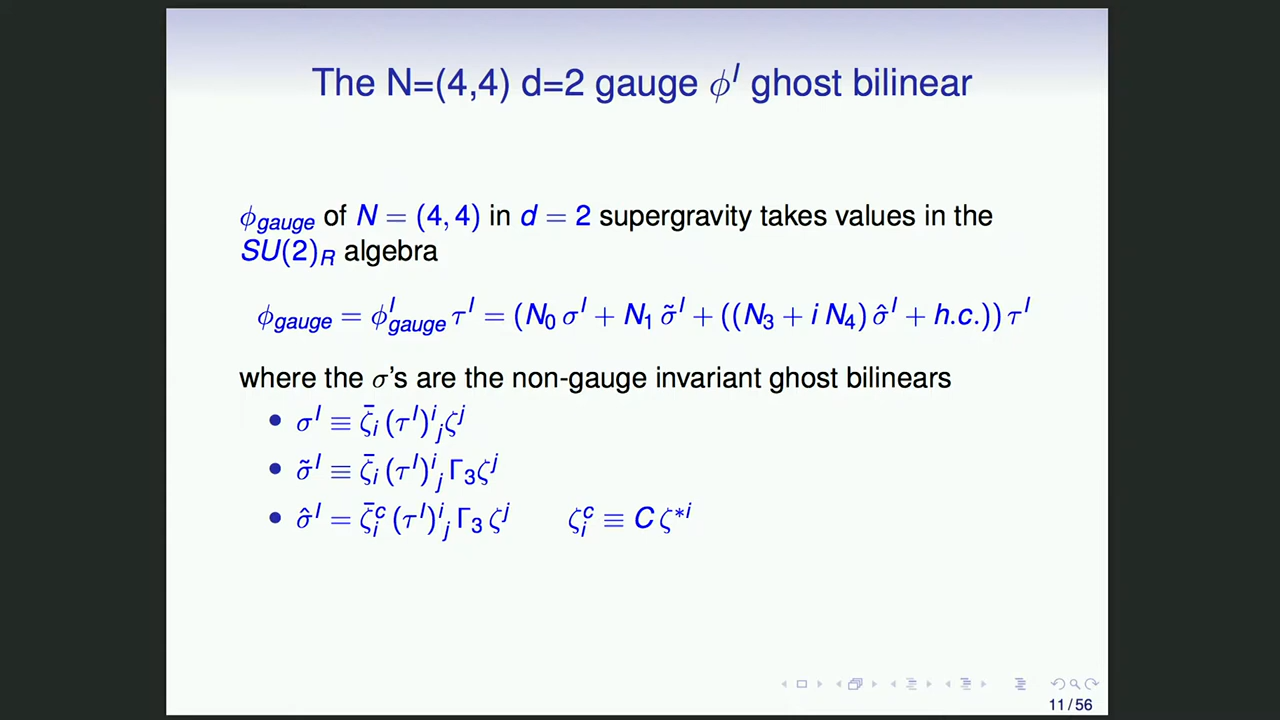 The N=(4,4) d=2 gauge ϕ^I ghost bilinear
ϕ_gauge of N = (4, 4) in d = 2 supergravity takes values in the
SU(2)_R algebra
ϕ_gauge = ϕ^I_gauge τ^I = (N_0 σ^I + N_1 σ̃^I + ((N_3 + i N_4) σ̂^I + h.c.)) τ^I
where the σ's are the non-gauge invariant ghost bilinears
• σ^I ≡ ζ̄_i (τ^I)^i_j ζ^j
• σ̃^I ≡ ζ̄_i (τ^I)^i_j Γ_3 ζ^j
• σ̂^I = ζ̄^c_i (τ^I)^i_j Γ_3 ζ^j ζ^c_i ≡ C ζ^{*i}
11 / 56